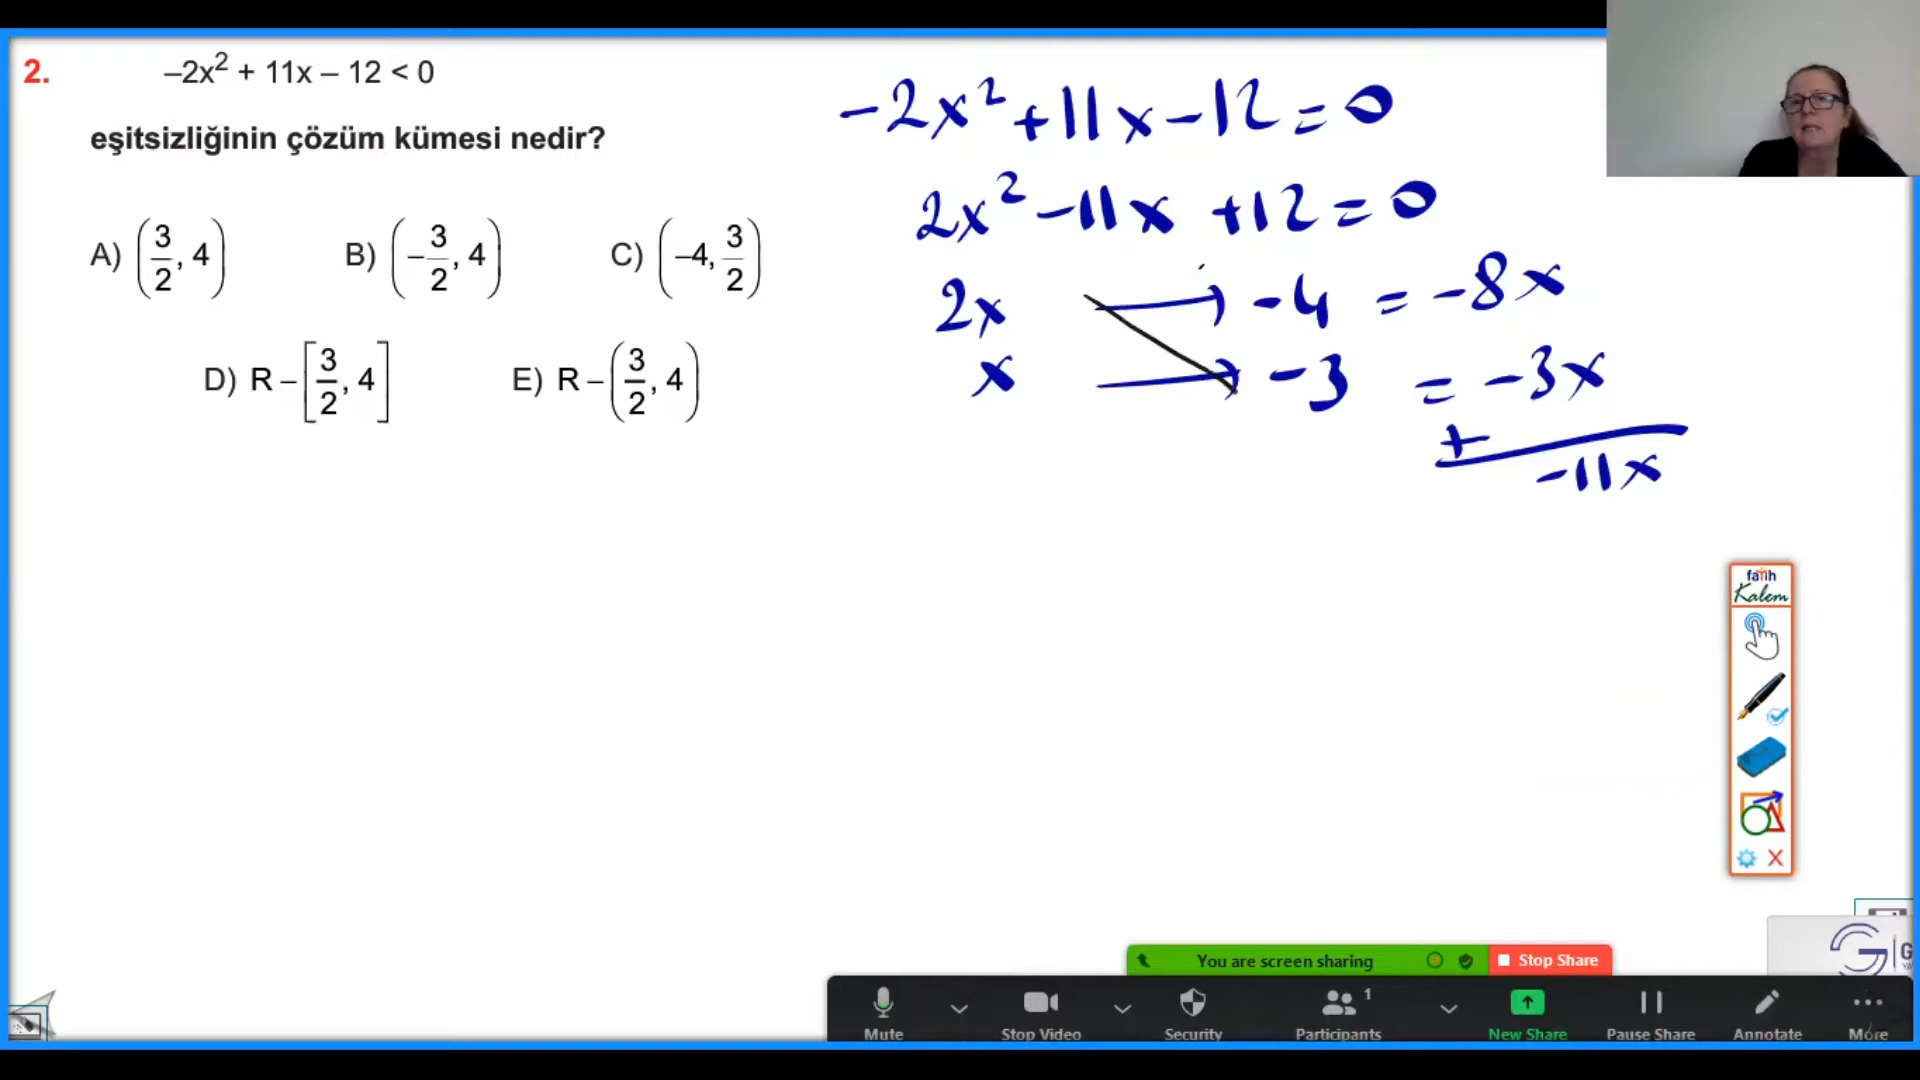 2. –2x² + 11x – 12 < 0
eşitsizliğinin çözüm kümesi nedir?
A) (3/2, 4) B) (–3/2, 4) C) (–4, 3/2)
D) R – [3/2, 4] E) R – (3/2, 4)
-2x² + 11x - 12 = 0
2x² - 11x + 12 = 0
2x → -4 = -8x
x → -3 = -3x
+
-11x
fatih
Kalem
You are screen sharing Stop Share
1
Mute Stop Video Security Participants New Share Pause Share Annotate More